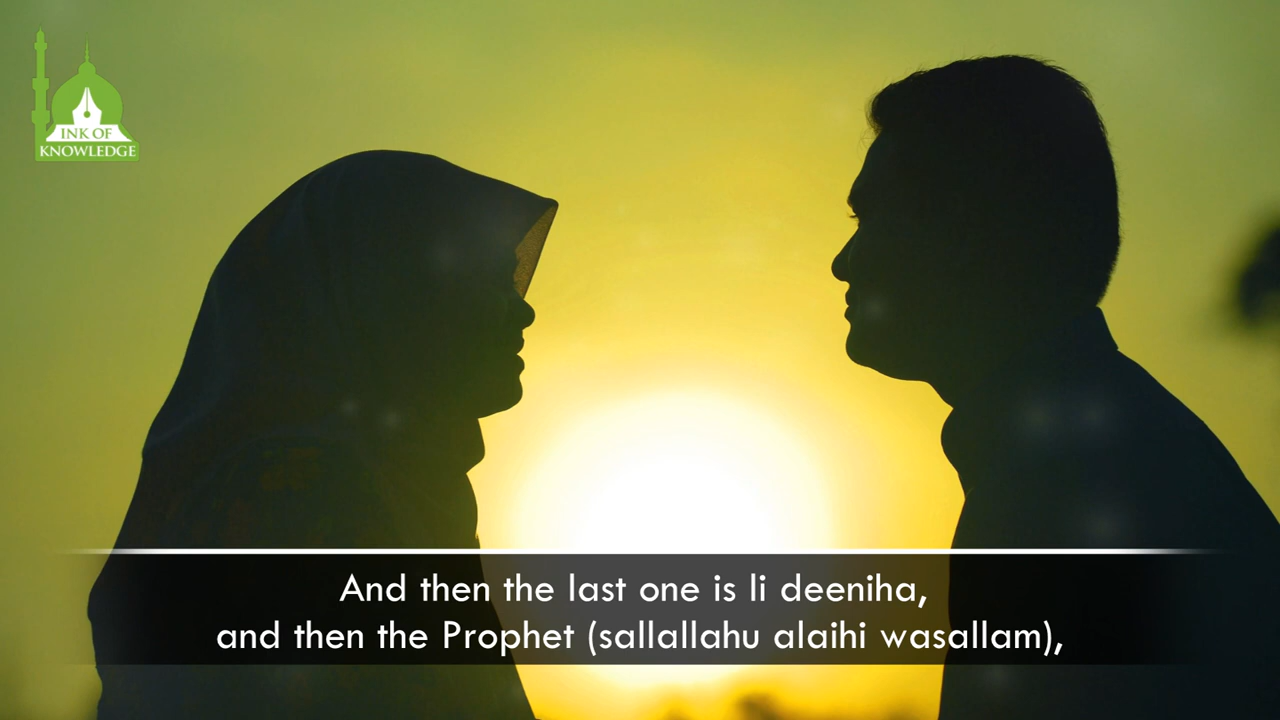 INK OF
KNOWLEDGE
And then the last one is li deeniha,
and then the Prophet (sallallahu alaihi wasallam),